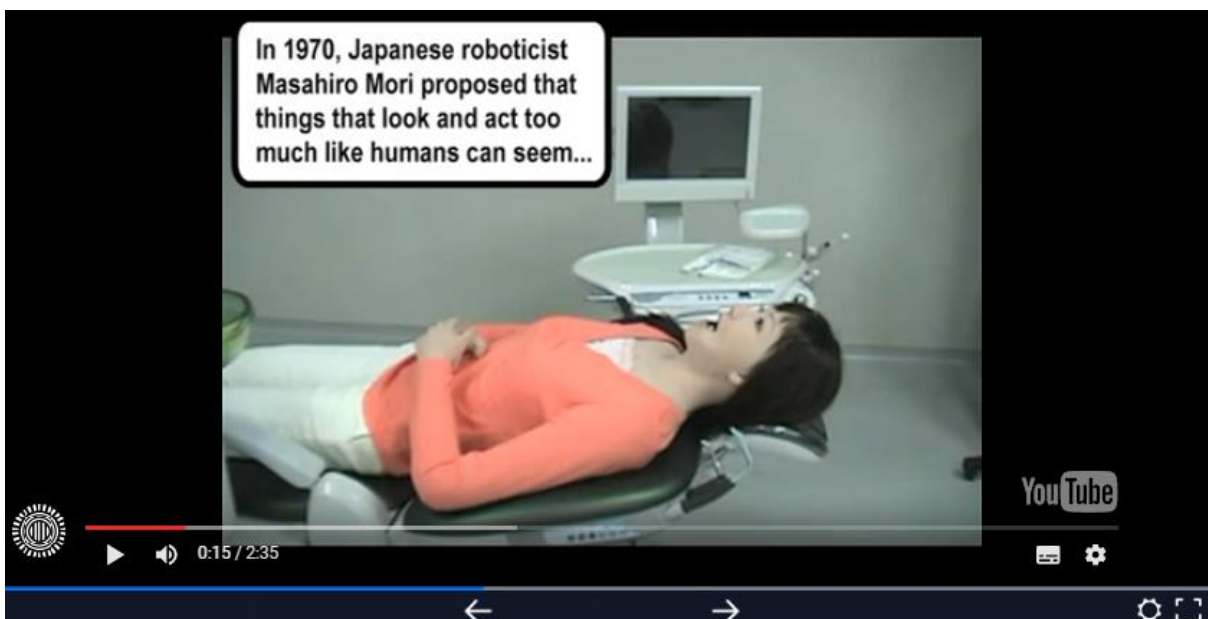 In 1970, Japanese roboticist
Masahiro Mori proposed that
things that look and act too
much like humans can seem...
YouTube
0:15 / 2:35